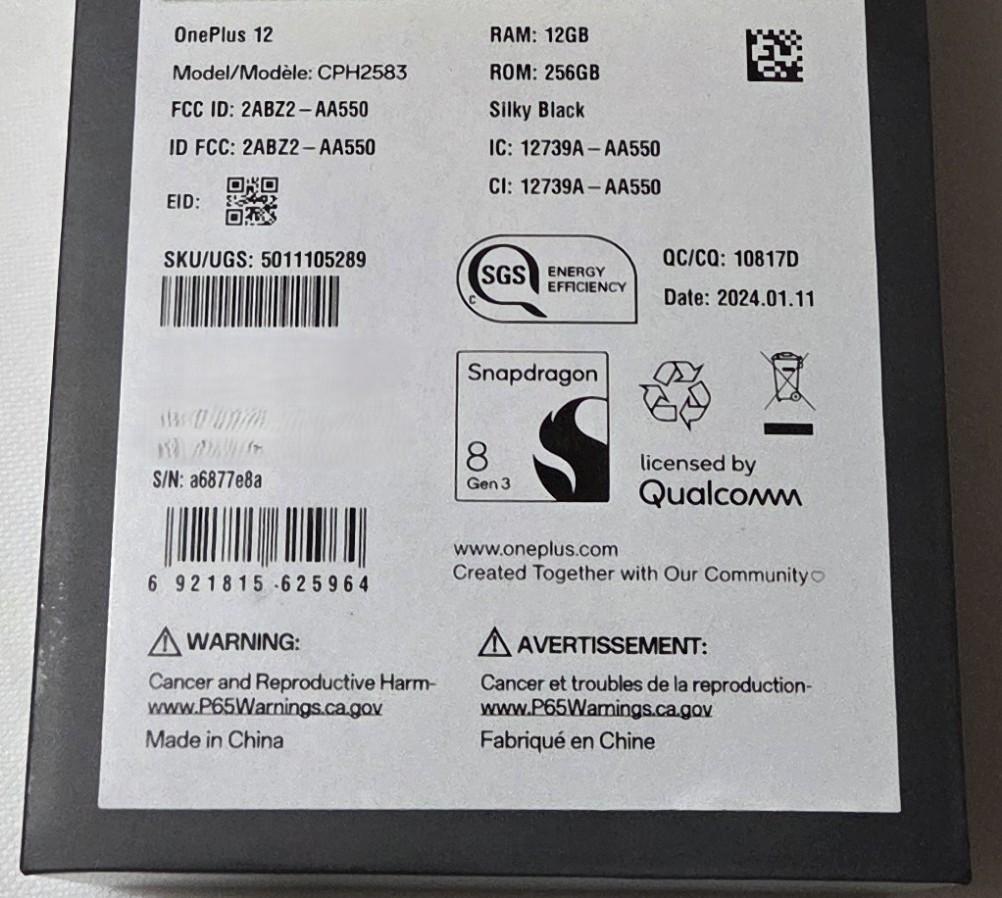 OnePlus 12
Model/Modèle: CPH2583
FCC ID: 2ABZ2-AA550
ID FCC: 2ABZ2-AA550
EID:
SKU/UGS: 5011105289
RAM: 12GB
ROM: 256GB
Silky Black
IC: 12739A-AA550
CI: 12739A-AA550
SGS
C
ENERGY
EFFICIENCY
QC/CQ: 10817D
Date: 2024.01.11
Snapdragon
8
Gen 3
licensed by
Qualcomm
S/N: a6877e8a
6 921815 625964
www.oneplus.com
Created Together with Our Community♡
⚠ WARNING:
Cancer and Reproductive Harm-
www.P65Warnings.ca.gov
Made in China
⚠ AVERTISSEMENT:
Cancer et troubles de la reproduction-
www.P65Warnings.ca.gov
Fabriqué en Chine